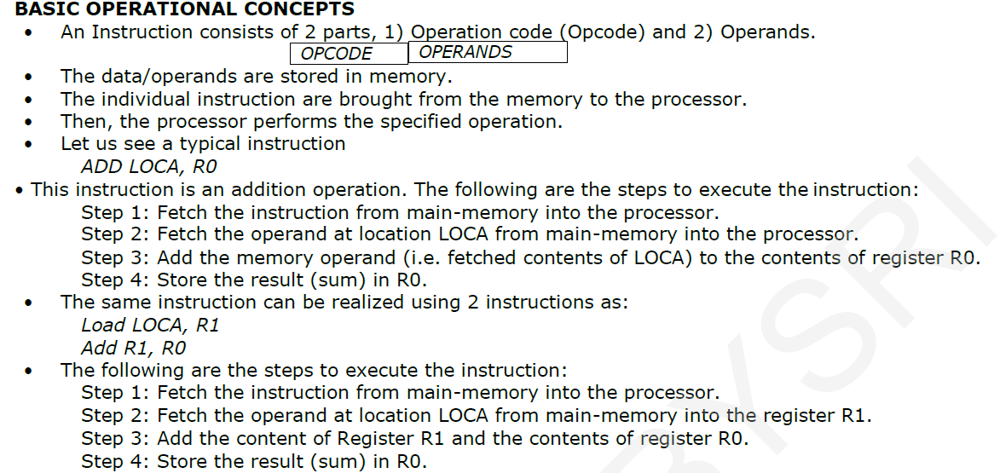 BASIC OPERATIONAL CONCEPTS
• An Instruction consists of 2 parts, 1) Operation code (Opcode) and 2) Operands.
OPCODE OPERANDS
• The data/operands are stored in memory.
• The individual instruction are brought from the memory to the processor.
• Then, the processor performs the specified operation.
• Let us see a typical instruction
ADD LOCA, R0
• This instruction is an addition operation. The following are the steps to execute the instruction:
Step 1: Fetch the instruction from main-memory into the processor.
Step 2: Fetch the operand at location LOCA from main-memory into the processor.
Step 3: Add the memory operand (i.e. fetched contents of LOCA) to the contents of register R0.
Step 4: Store the result (sum) in R0.
• The same instruction can be realized using 2 instructions as:
Load LOCA, R1
Add R1, R0
• The following are the steps to execute the instruction:
Step 1: Fetch the instruction from main-memory into the processor.
Step 2: Fetch the operand at location LOCA from main-memory into the register R1.
Step 3: Add the content of Register R1 and the contents of register R0.
Step 4: Store the result (sum) in R0.